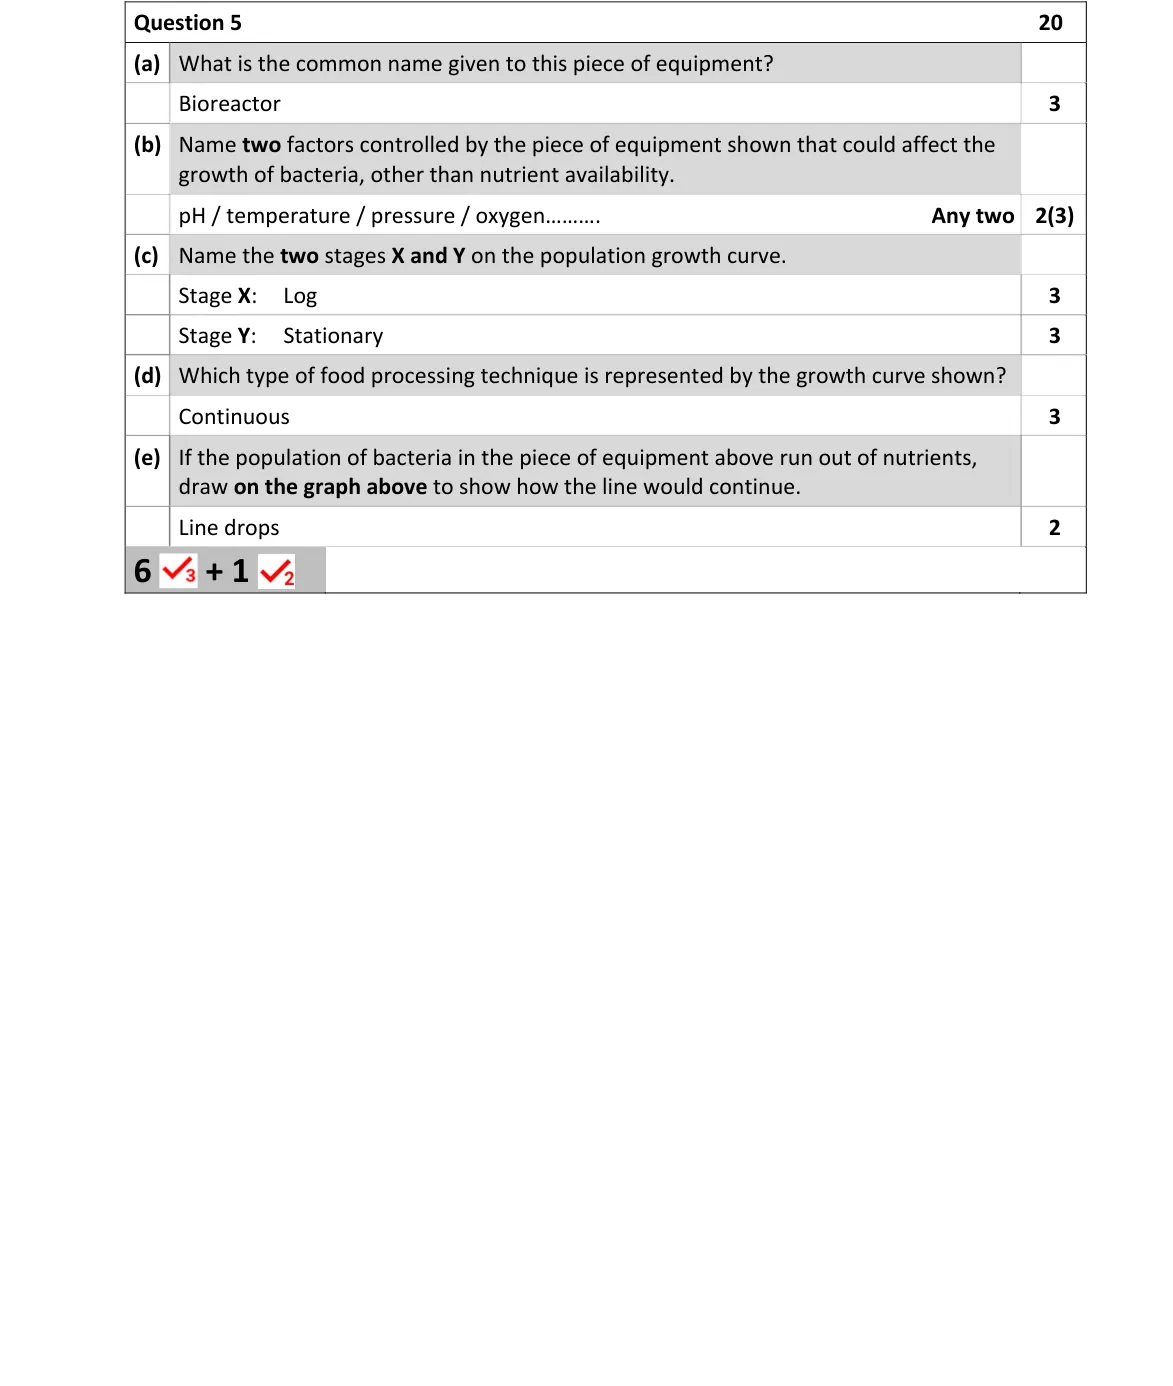 Question 5 20
(a) What is the common name given to this piece of equipment?
Bioreactor 3
(b) Name two factors controlled by the piece of equipment shown that could affect the
growth of bacteria, other than nutrient availability.
pH / temperature / pressure / oxygen.......... Any two 2(3)
(c) Name the two stages X and Y on the population growth curve.
Stage X: Log 3
Stage Y: Stationary 3
(d) Which type of food processing technique is represented by the growth curve shown?
Continuous 3
(e) If the population of bacteria in the piece of equipment above run out of nutrients,
draw on the graph above to show how the line would continue.
Line drops 2
6 ✓3 + 1 ✓2